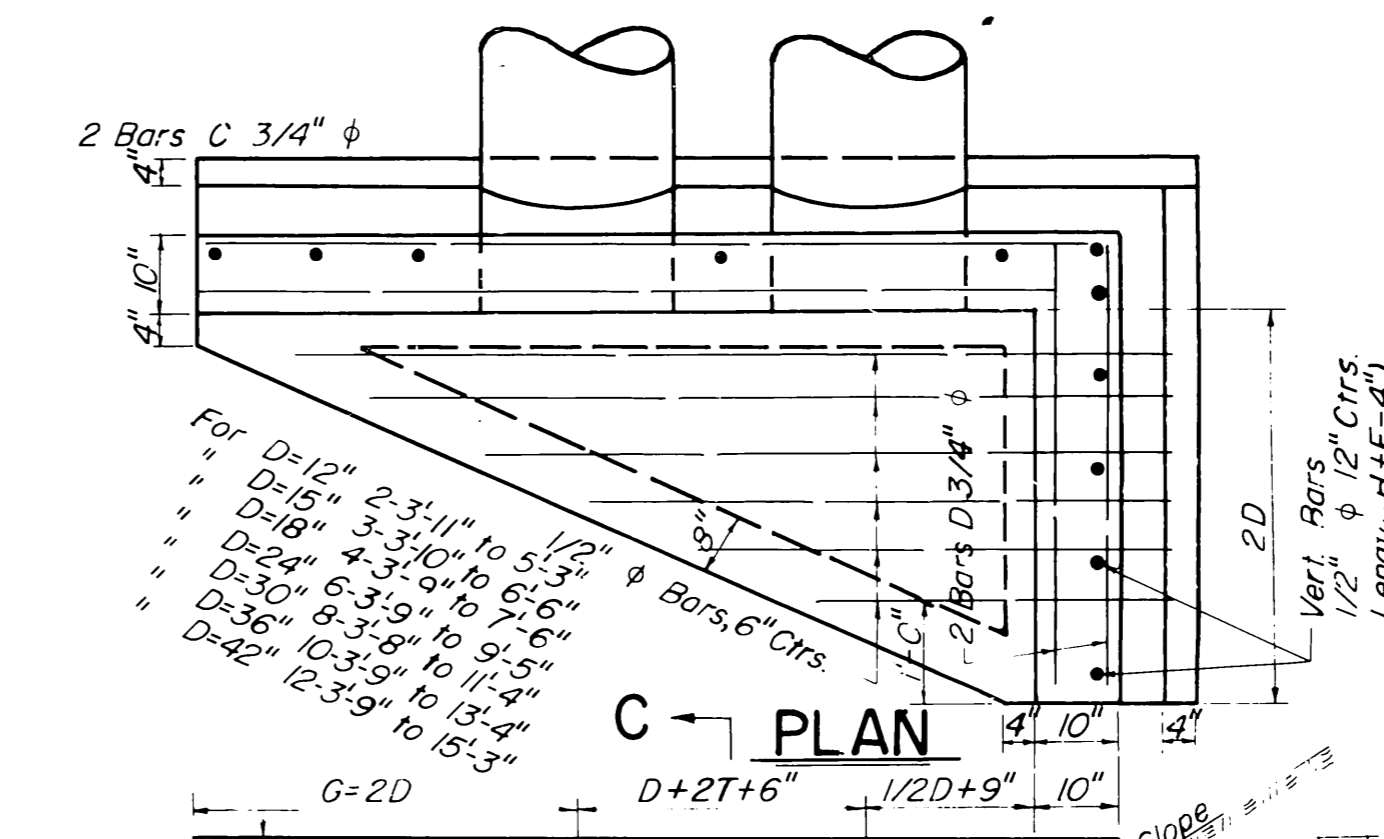 2 Bars C 3/4" φ
4"
10"
4"
For D=12" 2-3'-11" to 5'-3"
" D=15" 3-3'-10" to 6'-6"
" D=18" 4-3'-9" to 7'-6"
" D=24" 6-3'-9" to 9'-5"
" D=30" 8-3'-8" to 11'-4"
" D=36" 10-3'-9" to 13'-4"
" D=42" 12-3'-9" to 15'-3"
1/2" φ Bars, 6" Ctrs.
8"
1'-C"
2 Bars D 3/4" φ
2D
Vert. Bars
1/2" φ 12" Ctrs.
4" 10" 4"
C PLAN
G=2D D+2T+6" 1/2D+9" 10"
Slope